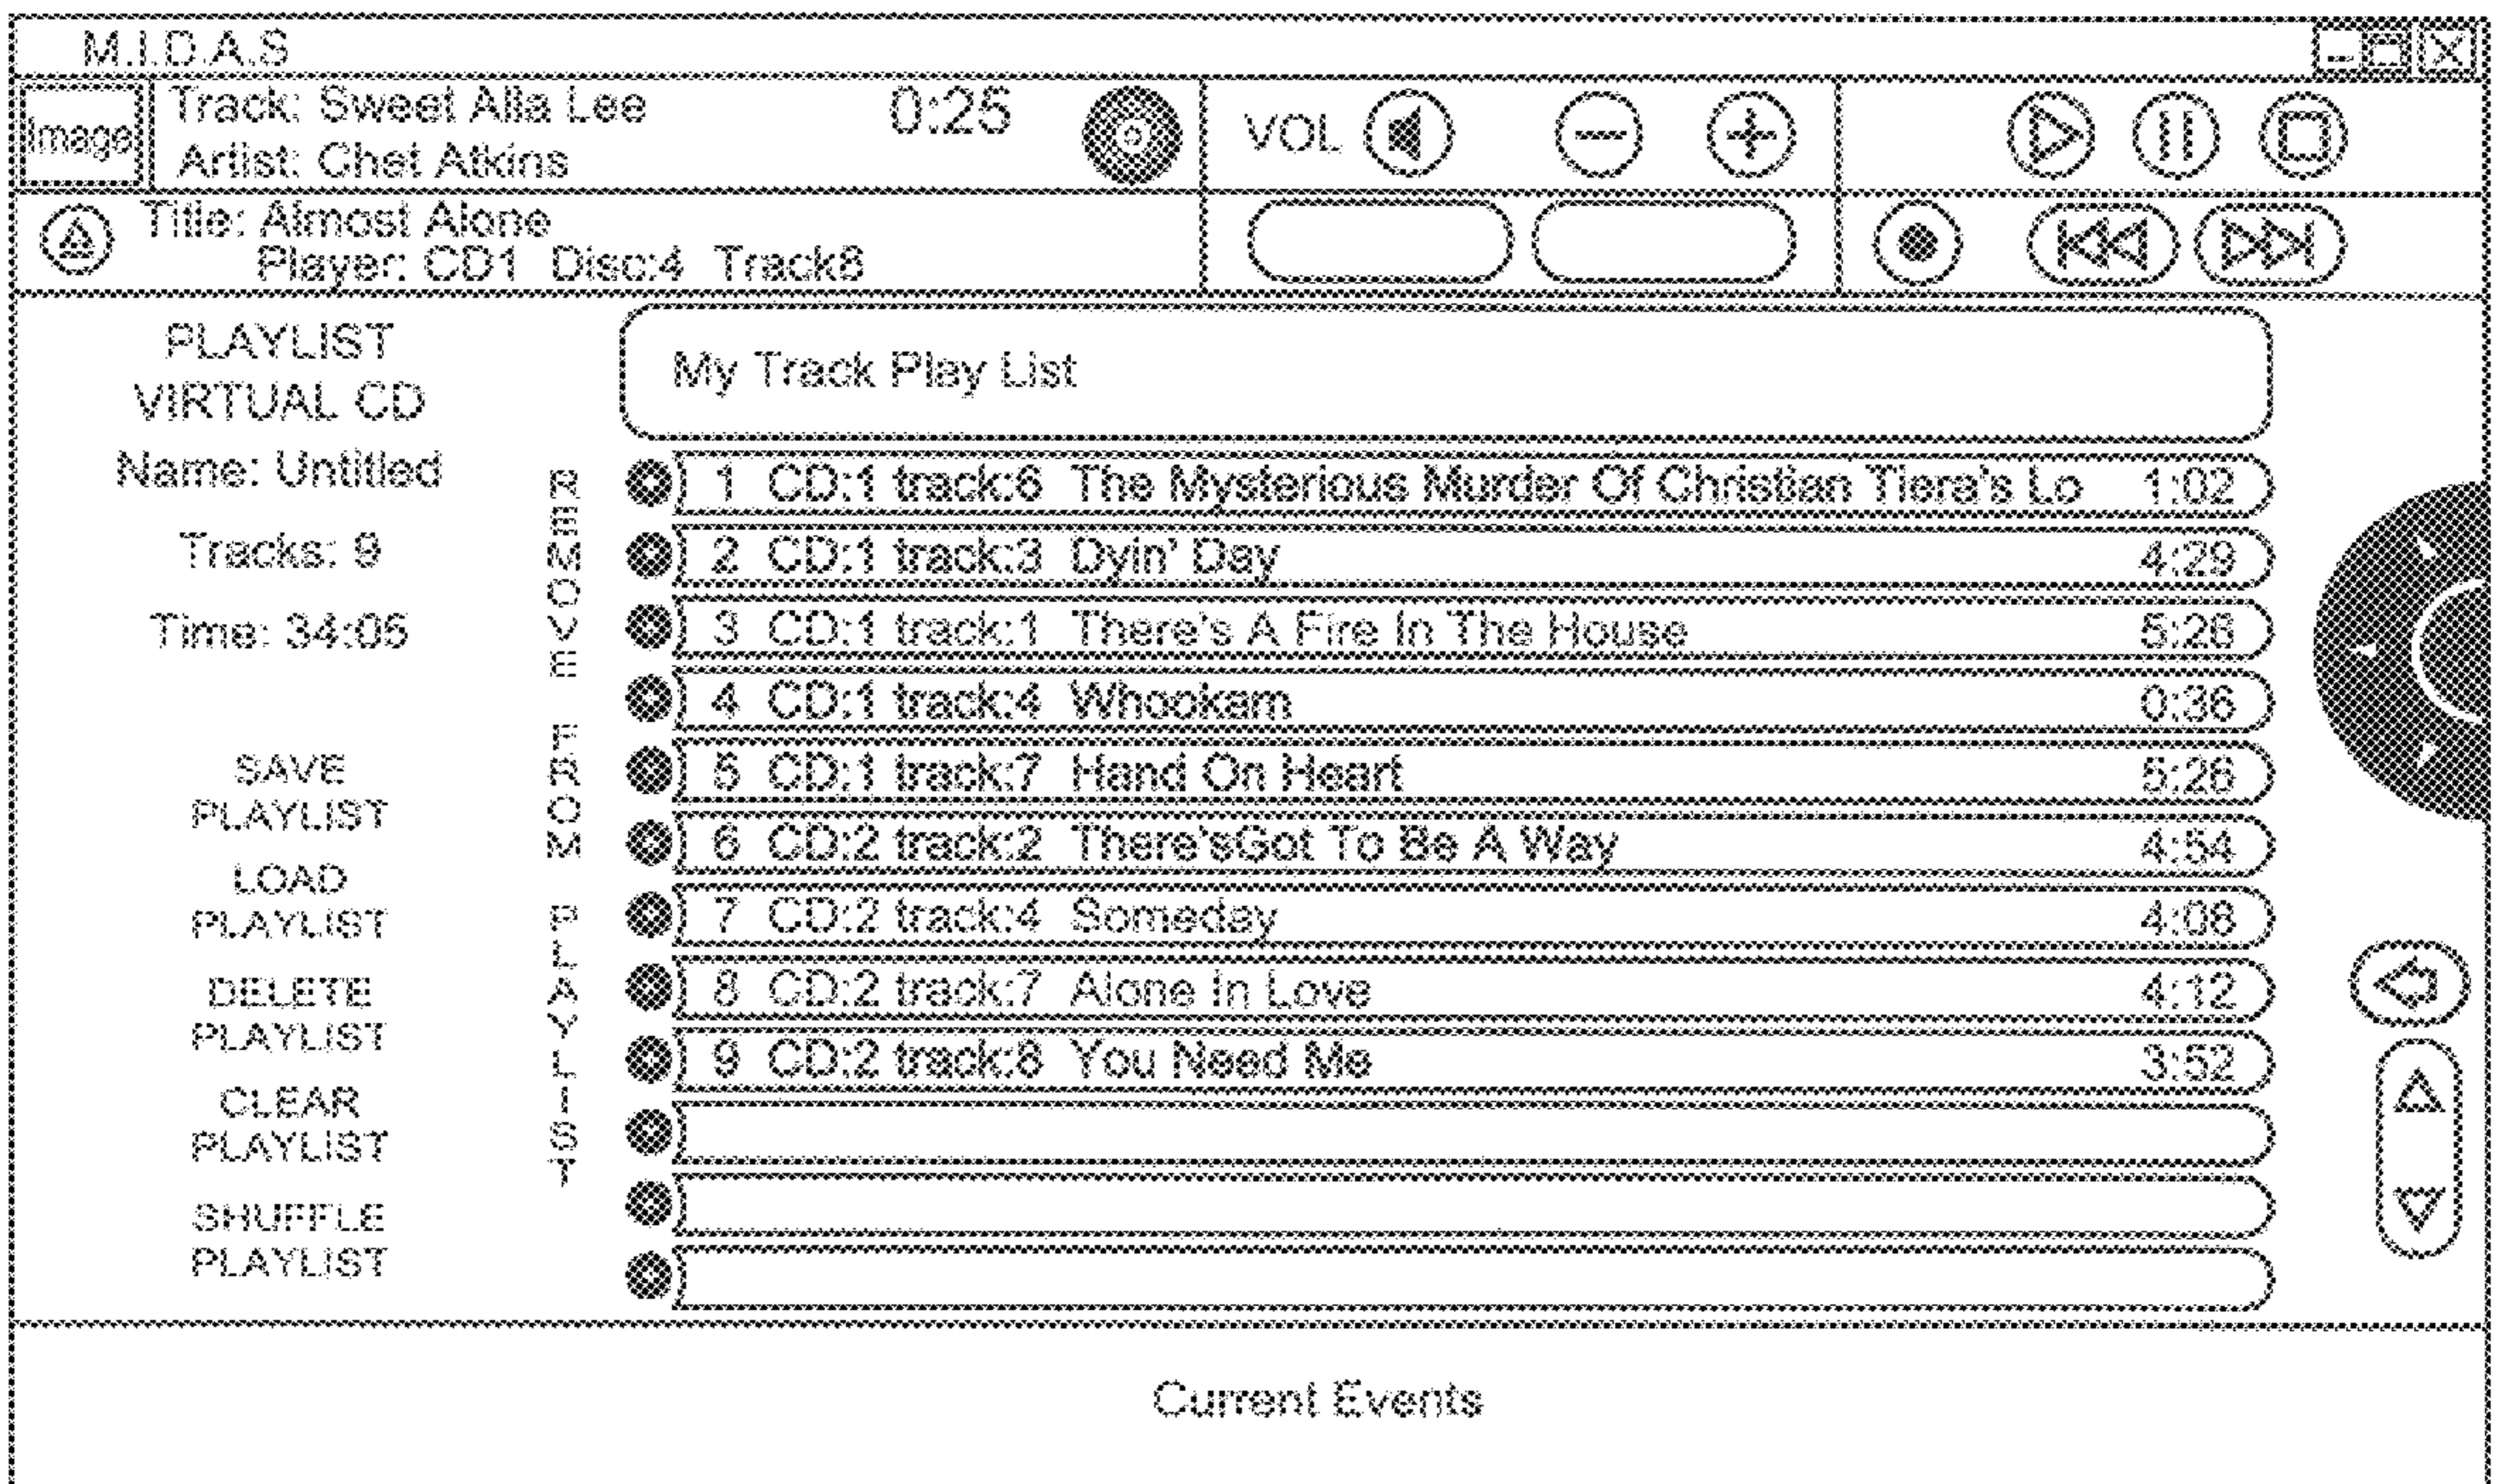 M.I.D.A.S
Image
Track: Sweet Alla Lee 0:25
Artist: Chet Atkins
VOL
Title: Almost Alone
Player: CD1 Disc:4 Track8
PLAYLIST
VIRTUAL CD
Name: Untitled
Tracks: 9
Time: 34:05
SAVE
PLAYLIST
LOAD
PLAYLIST
DELETE
PLAYLIST
CLEAR
PLAYLIST
SHUFFLE
PLAYLIST
REMOVE FROM PLAYLIST
My Track Play List
1 CD:1 track:6 The Mysterious Murder Of Christian Tiera's Lo 1:02
2 CD:1 track:3 Dyin' Day 4:29
3 CD:1 track:1 There's A Fire In The House 5:26
4 CD:1 track:4 Whookam 0:36
5 CD:1 track:7 Hand On Heart 5:26
6 CD:2 track:2 There'sGot To Be A Way 4:54
7 CD:2 track:4 Someday 4:08
8 CD:2 track:7 Alone In Love 4:12
9 CD:2 track:8 You Need Me 3:52
Current Events